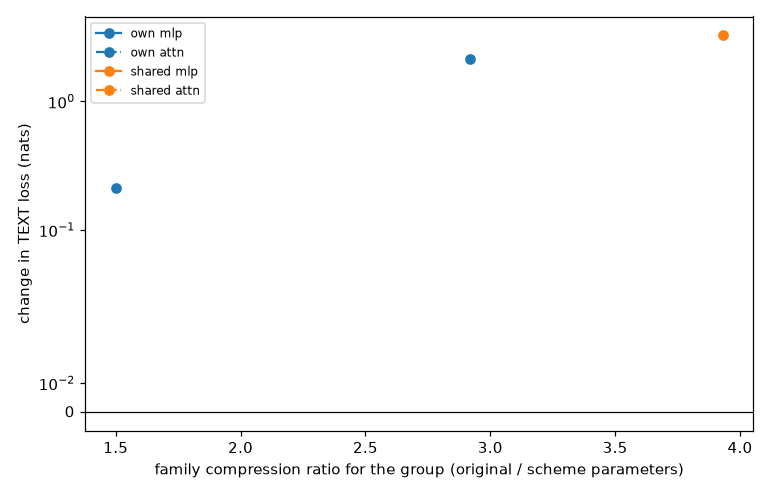 own mlp
own attn
shared mlp
shared attn
change in TEXT loss (nats)
10^0
10^-1
10^-2
0
1.5 2.0 2.5 3.0 3.5 4.0
family compression ratio for the group (original / scheme parameters)